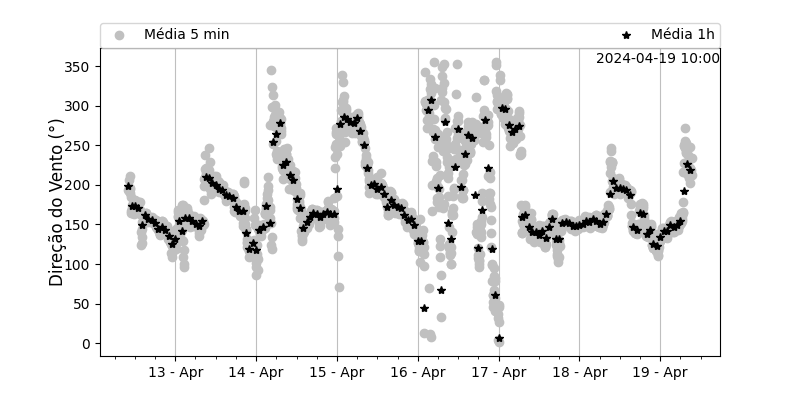 Média 5 min
Média 1h
2024-04-19 10:00
Direção do Vento (°)
350
300
250
200
150
100
50
0
13 - Apr
14 - Apr
15 - Apr
16 - Apr
17 - Apr
18 - Apr
19 - Apr